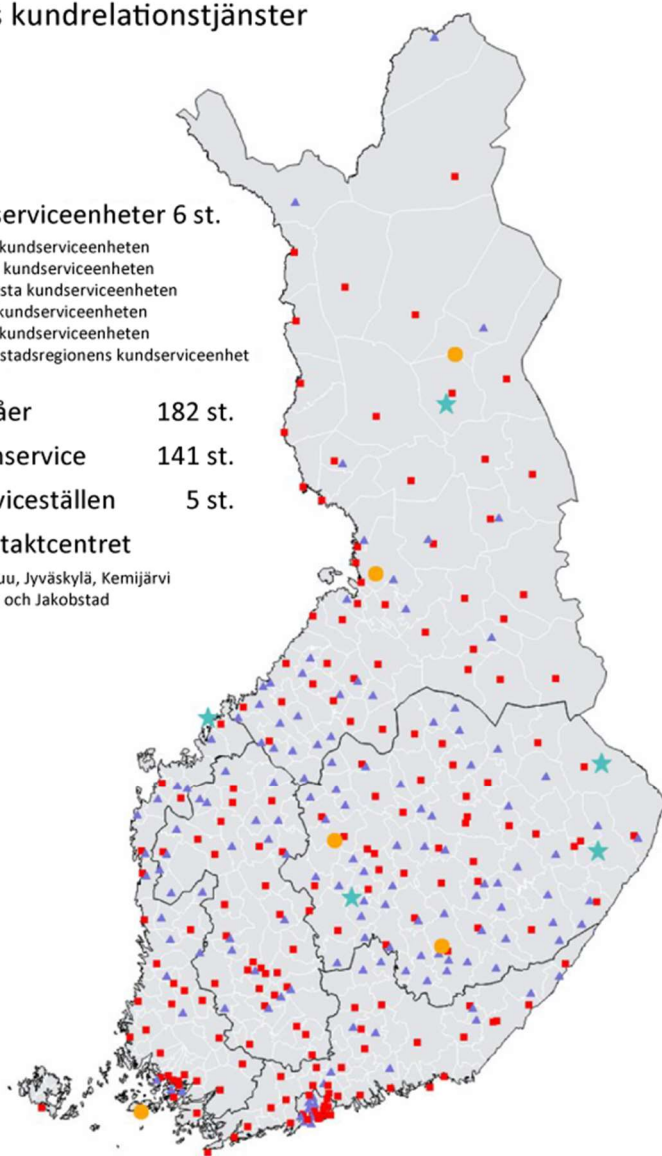 s kundrelationstjänster
serviceenheter 6 st.
kundserviceenheten
kundserviceenheten
sta kundserviceenheten
kundserviceenheten
kundserviceenheten
stadsregionens kundserviceenhet
åer 182 st.
nservice 141 st.
viceställen 5 st.
taktcentret
uu, Jyväskylä, Kemijärvi
och Jakobstad